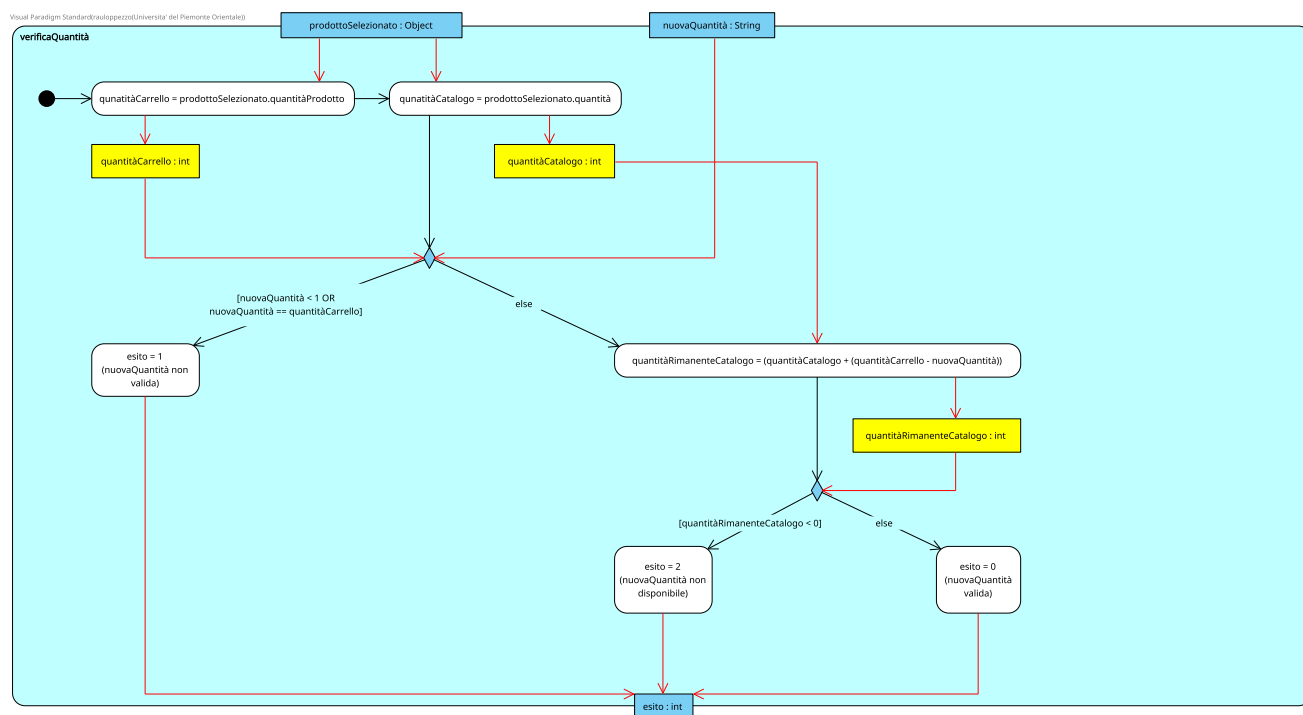 Visual Paradigm Standard(rauloppezzo(Universita' del Piemonte Orientale))
prodottoSelezionato : Object
nuovaQuantità : String
verificaQuantità
qunatitàCarrello = prodottoSelezionato.quantitàProdotto
qunatitàCatalogo = prodottoSelezionato.quantità
quantitàCarrello : int
quantitàCatalogo : int
[nuovaQuantità < 1 OR
nuovaQuantità == quantitàCarrello]
else
esito = 1
(nuovaQuantità non
valida)
quantitàRimanenteCatalogo = (quantitàCatalogo + (quantitàCarrello - nuovaQuantità))
quantitàRimanenteCatalogo : int
[quantitàRimanenteCatalogo < 0]
else
esito = 2
(nuovaQuantità non
disponibile)
esito = 0
(nuovaQuantità
valida)
esito : int